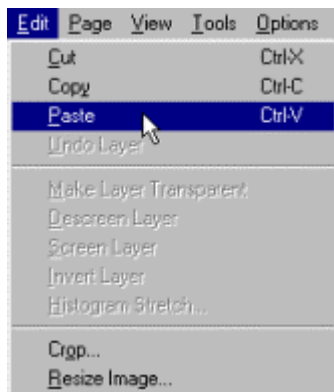 Edit Page View Tools Options
Cut Ctrl-X
Copy Ctrl-C
Paste Ctrl-V
Undo Layer
Make Layer Transparent
Descreen Layer
Screen Layer
Invert Layer
Histogram Stretch...
Crop...
Resize Image...